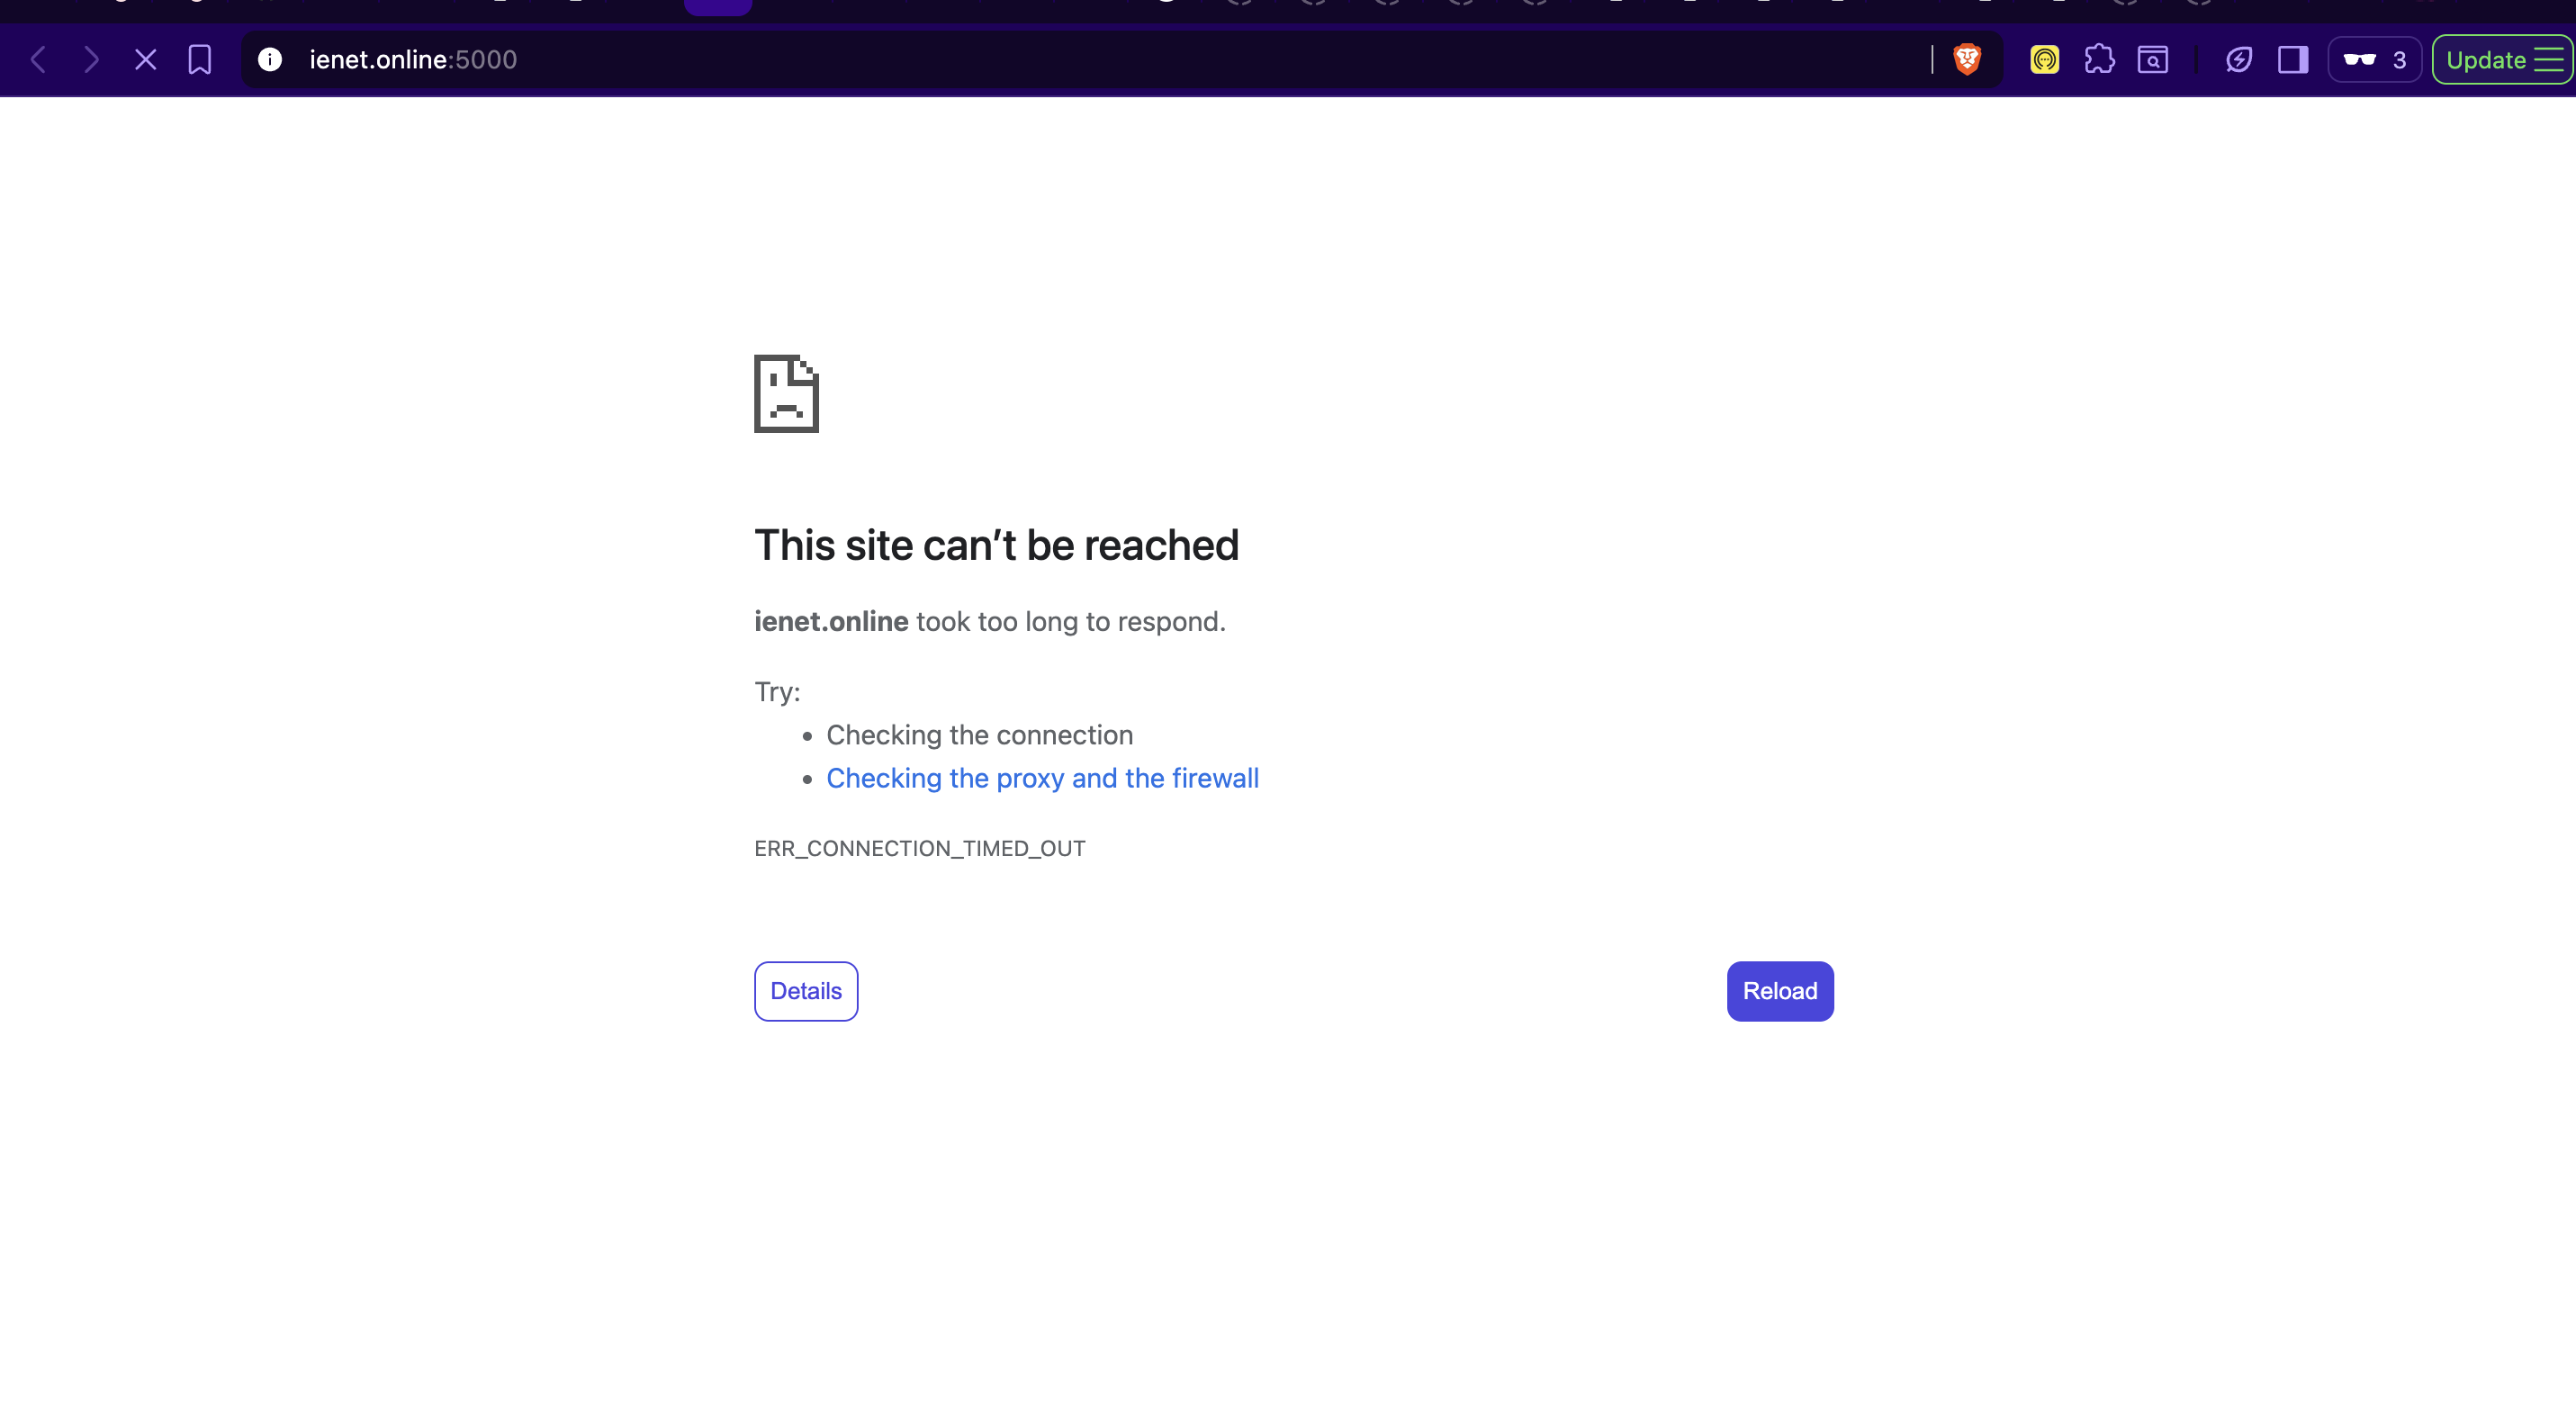 ienet.online:5000
3
Update
This site can’t be reached
ienet.online took too long to respond.
Try:
Checking the connection
Checking the proxy and the firewall
ERR_CONNECTION_TIMED_OUT
Details
Reload